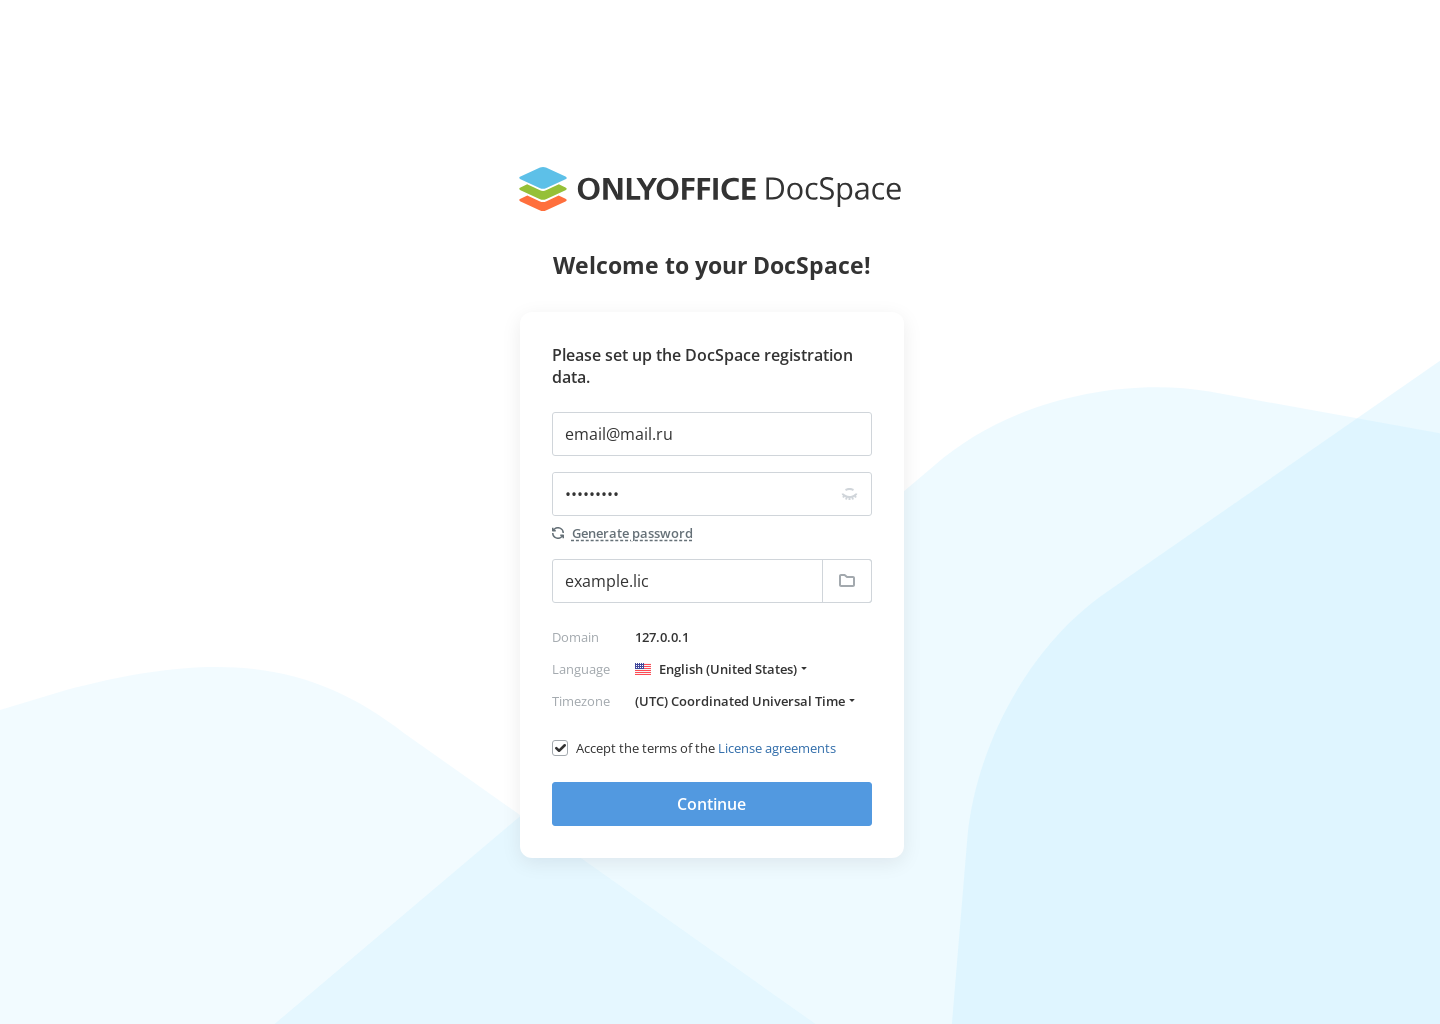 ONLYOFFICE DocSpace
Welcome to your DocSpace!
Please set up the DocSpace registration
data.
email@mail.ru
•••••••••
Generate password
example.lic
Domain 127.0.0.1
Language English (United States)
Timezone (UTC) Coordinated Universal Time
Accept the terms of the License agreements
Continue